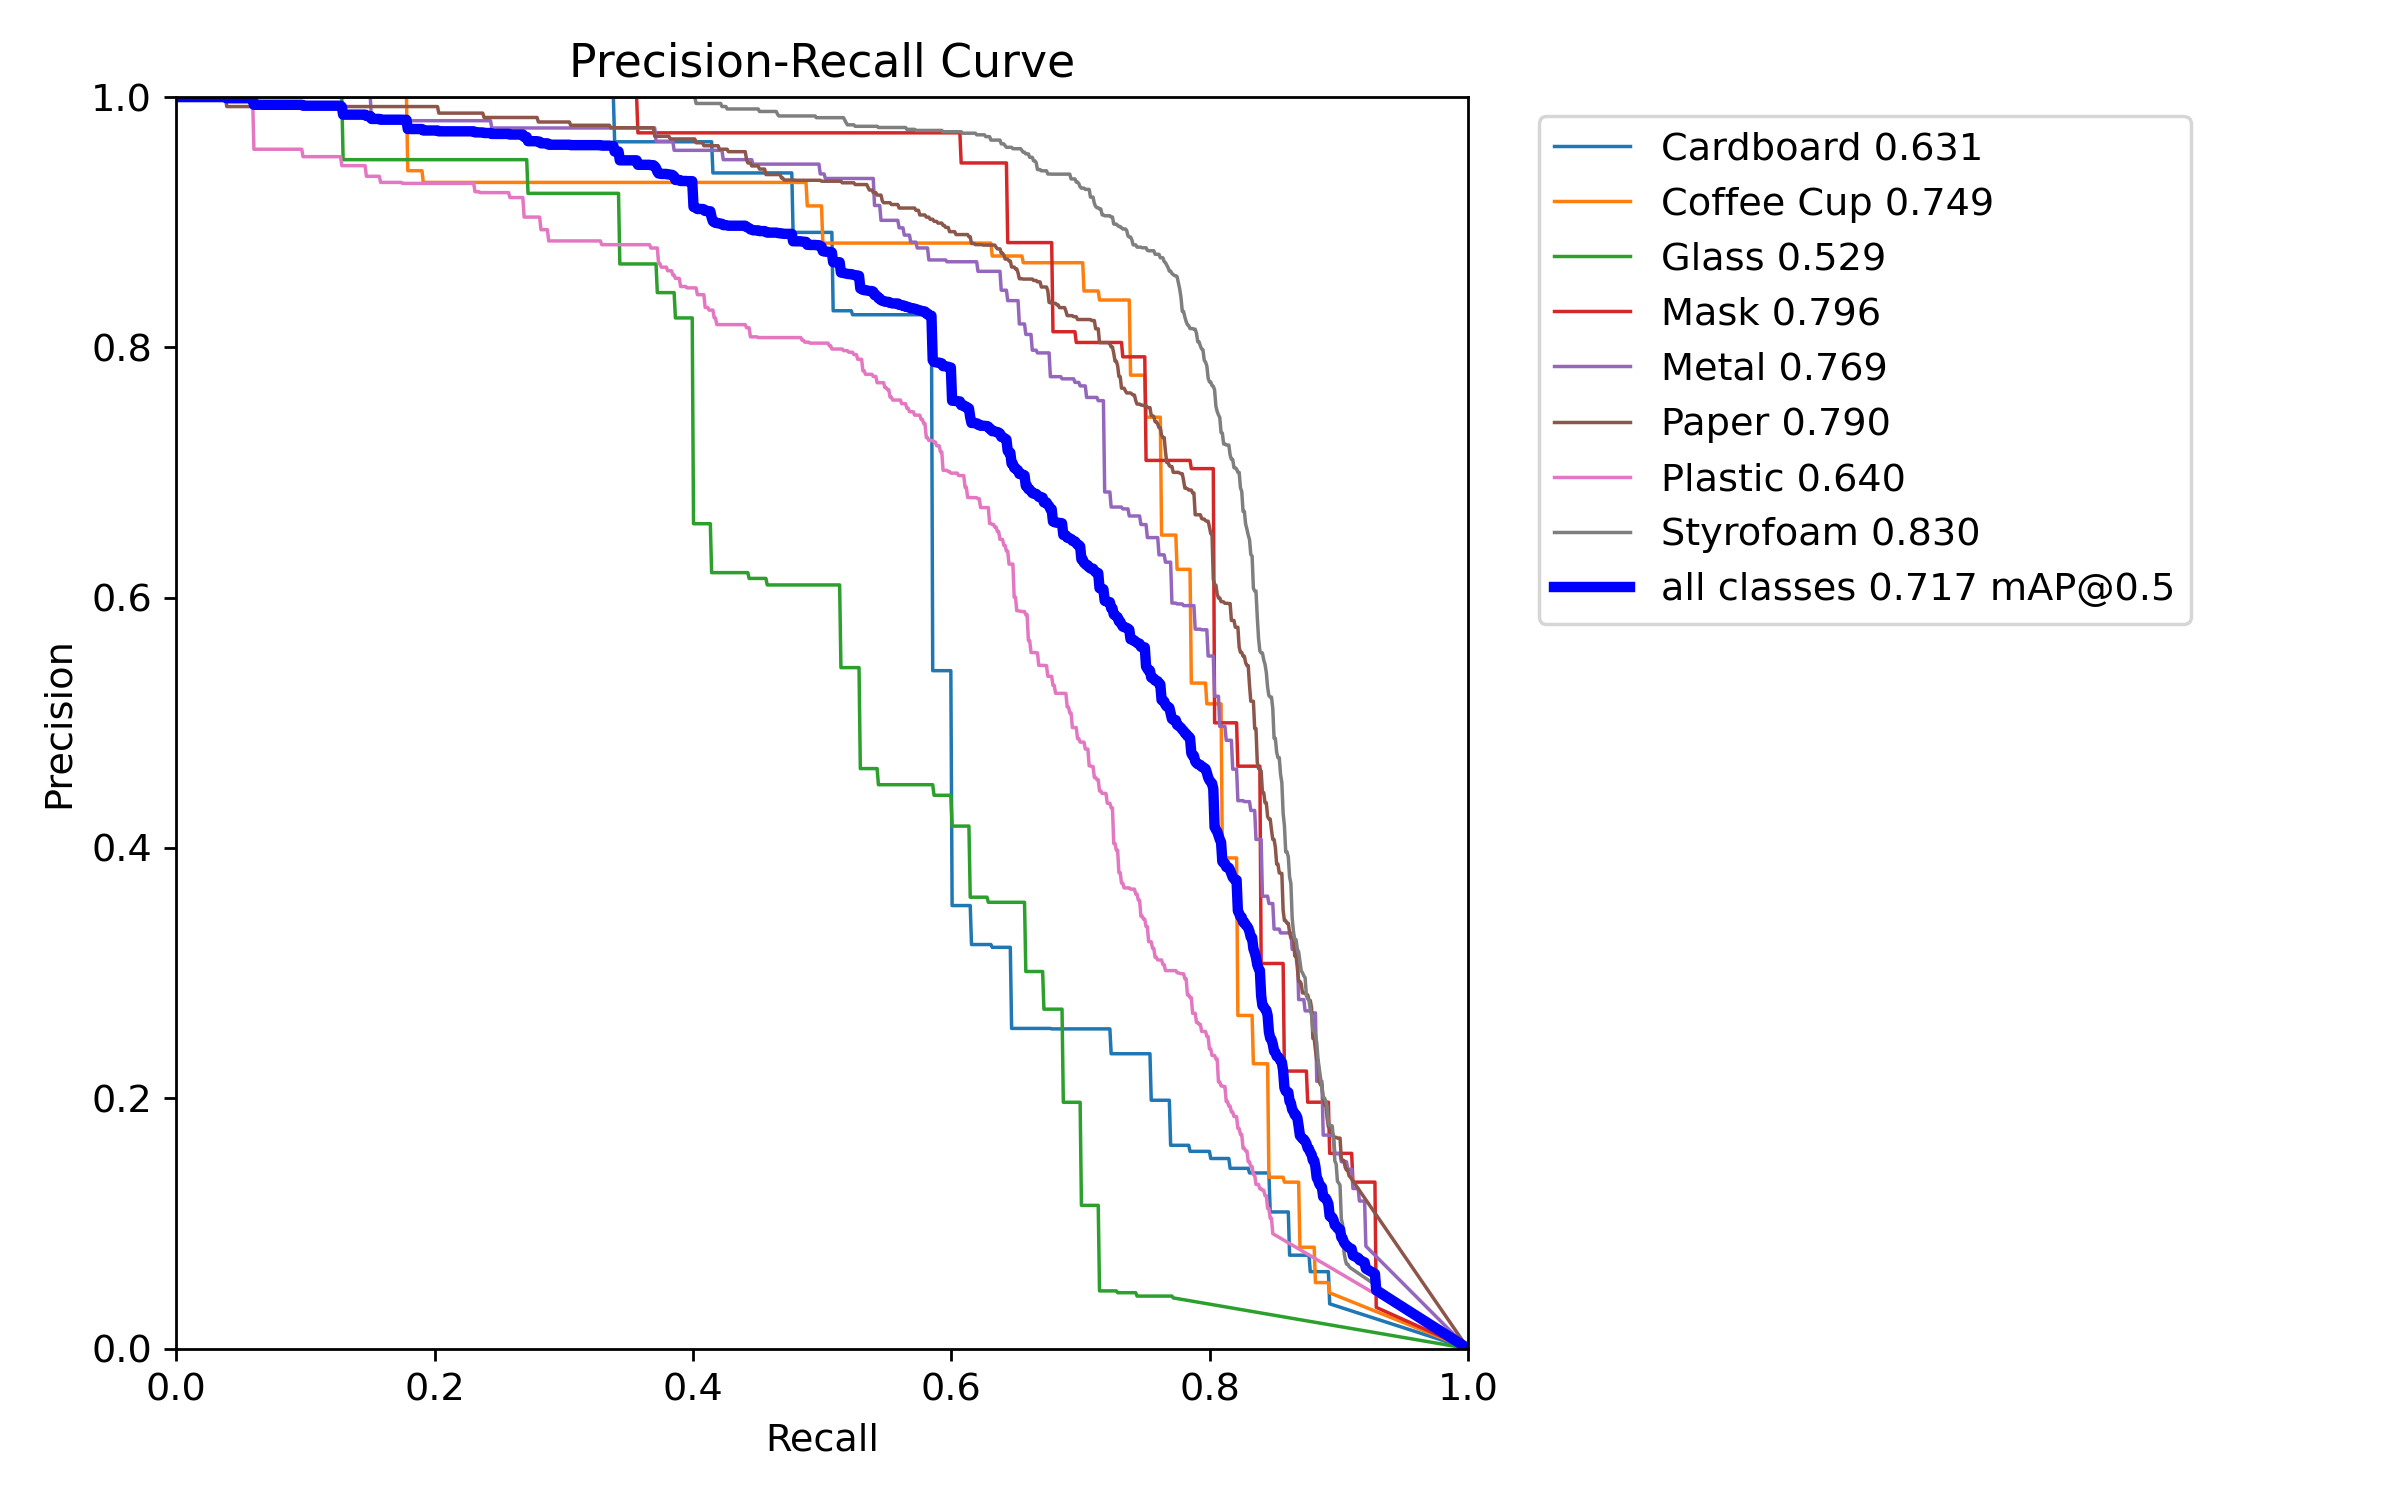 Precision-Recall Curve
1.0
0.8
0.6
0.4
0.2
0.0
Precision
0.0 0.2 0.4 0.6 0.8 1.0
Recall
Cardboard 0.631
Coffee Cup 0.749
Glass 0.529
Mask 0.796
Metal 0.769
Paper 0.790
Plastic 0.640
Styrofoam 0.830
all classes 0.717 mAP@0.5